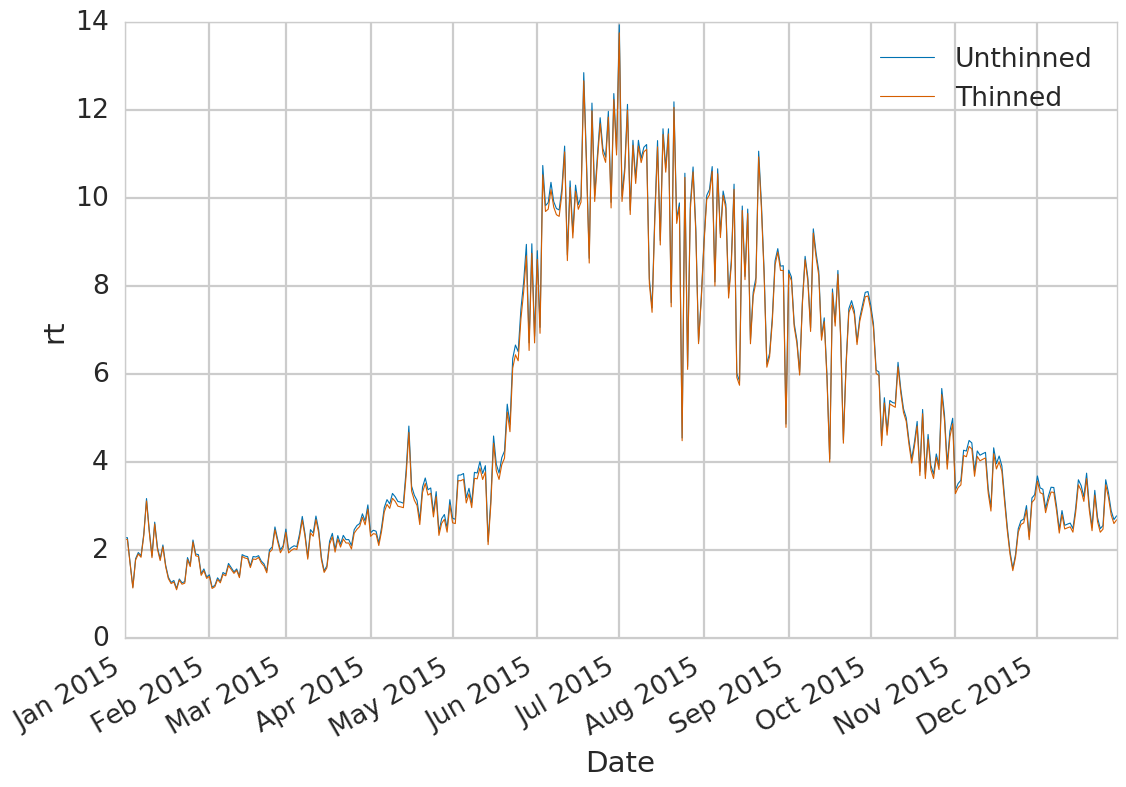 14
12
10
8
6
4
2
0
rt
Unthinned
Thinned
Jan 2015
Feb 2015
Mar 2015
Apr 2015
May 2015
Jun 2015
Jul 2015
Aug 2015
Sep 2015
Oct 2015
Nov 2015
Dec 2015
Date